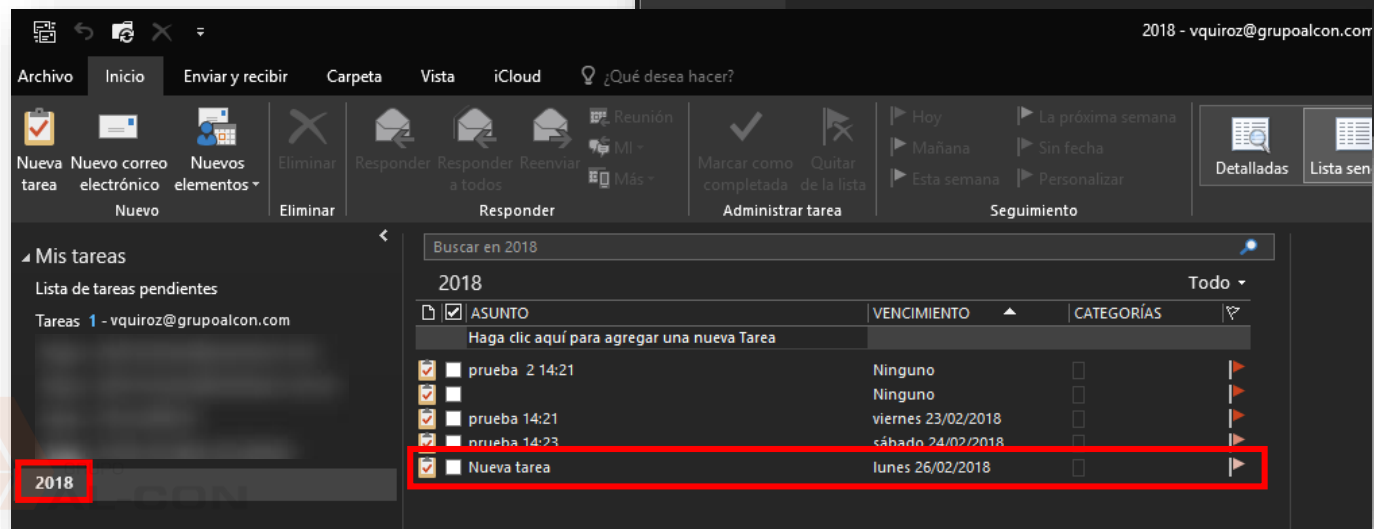 2018 - vquiroz@grupoalcon.com
Archivo Inicio Enviar y recibir Carpeta Vista iCloud ¿Qué desea hacer?
Nueva tarea
Nuevo correo electrónico
Nuevos elementos
Eliminar
Responder
Responder a todos
Reenviar
Reunión
MI
Más
Marcar como completada
Quitar de la lista
Hoy
Mañana
Esta semana
La próxima semana
Sin fecha
Personalizar
Detalladas
Lista sen
Nuevo Eliminar Responder Administrar tarea Seguimiento
Mis tareas
Lista de tareas pendientes
Tareas 1 - vquiroz@grupoalcon.com
2018
AL-CON
Buscar en 2018
2018 Todo
ASUNTO VENCIMIENTO CATEGORÍAS
Haga clic aquí para agregar una nueva Tarea
prueba 2 14:21 Ninguno
Ninguno
prueba 14:21 viernes 23/02/2018
prueba 14:23 sábado 24/02/2018
Nueva tarea lunes 26/02/2018